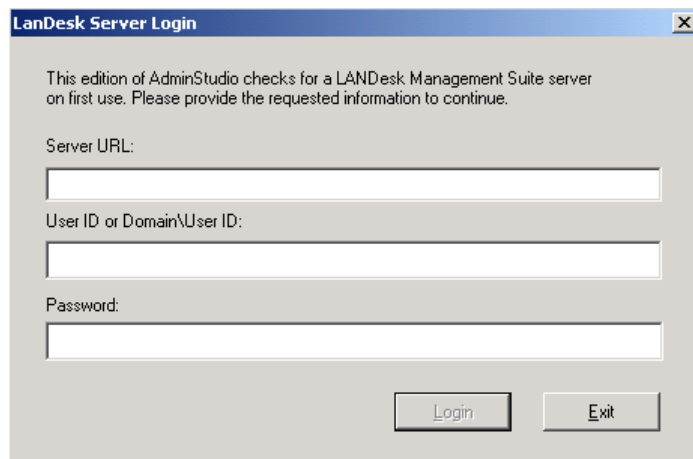 LanDesk Server Login
This edition of AdminStudio checks for a LANDesk Management Suite server
on first use. Please provide the requested information to continue.
Server URL:
User ID or Domain\User ID:
Password:
Login
Exit